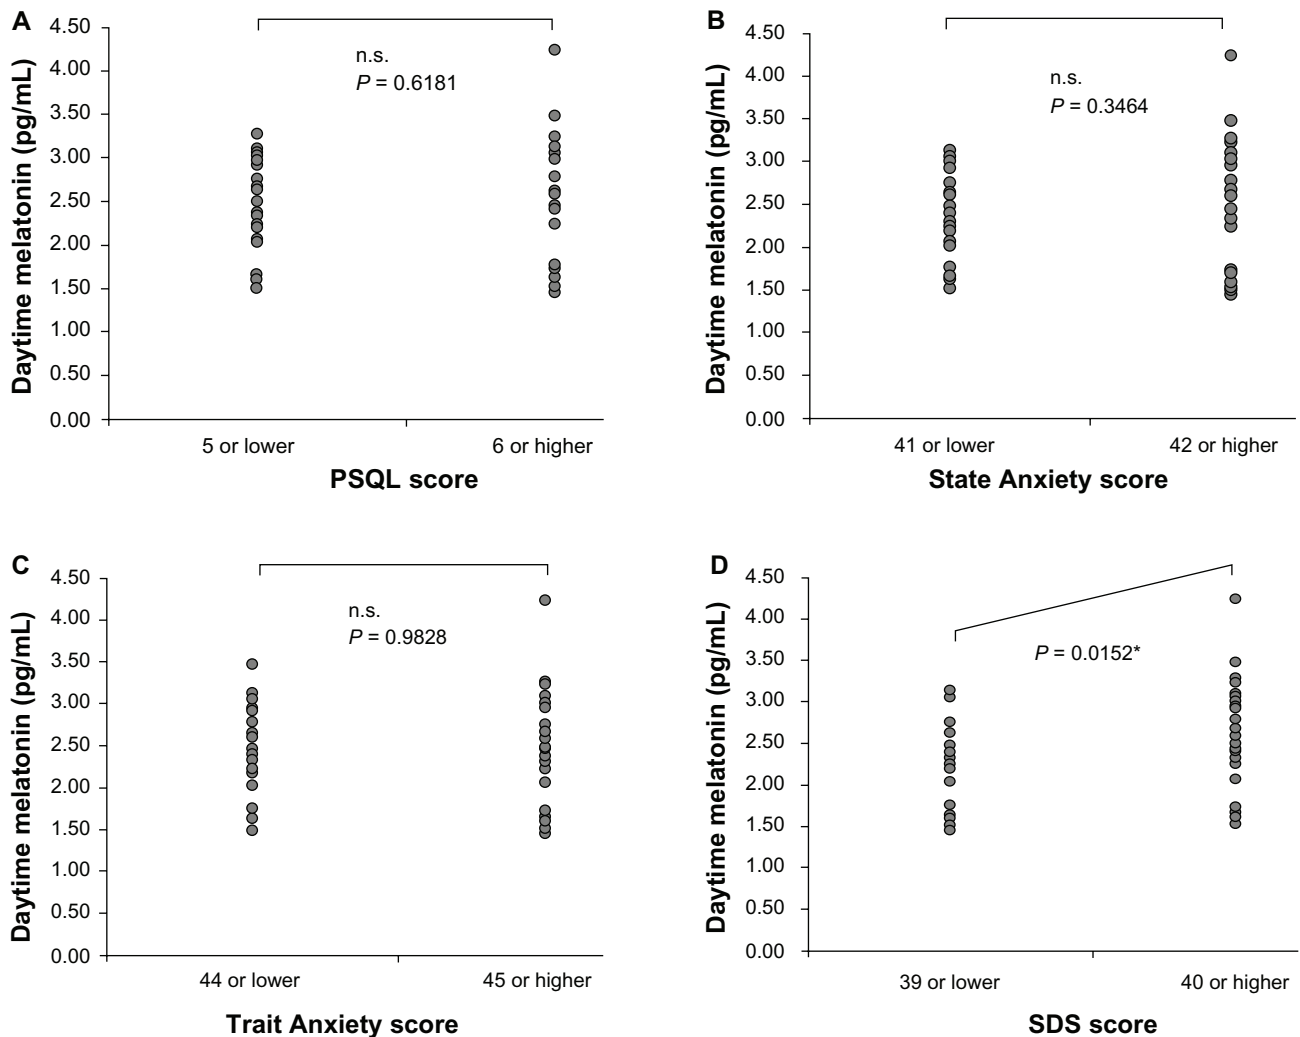 A
Daytime melatonin (pg/mL)
4.50
4.00
3.50
3.00
2.50
2.00
1.50
1.00
0.50
0.00
n.s.
P = 0.6181
5 or lower
6 or higher
PSQL score
B
Daytime melatonin (pg/mL)
4.50
4.00
3.50
3.00
2.50
2.00
1.50
1.00
0.50
0.00
n.s.
P = 0.3464
41 or lower
42 or higher
State Anxiety score
C
Daytime melatonin (pg/mL)
4.50
4.00
3.50
3.00
2.50
2.00
1.50
1.00
0.50
0.00
n.s.
P = 0.9828
44 or lower
45 or higher
Trait Anxiety score
D
Daytime melatonin (pg/mL)
4.50
4.00
3.50
3.00
2.50
2.00
1.50
1.00
0.50
0.00
P = 0.0152*
39 or lower
40 or higher
SDS score